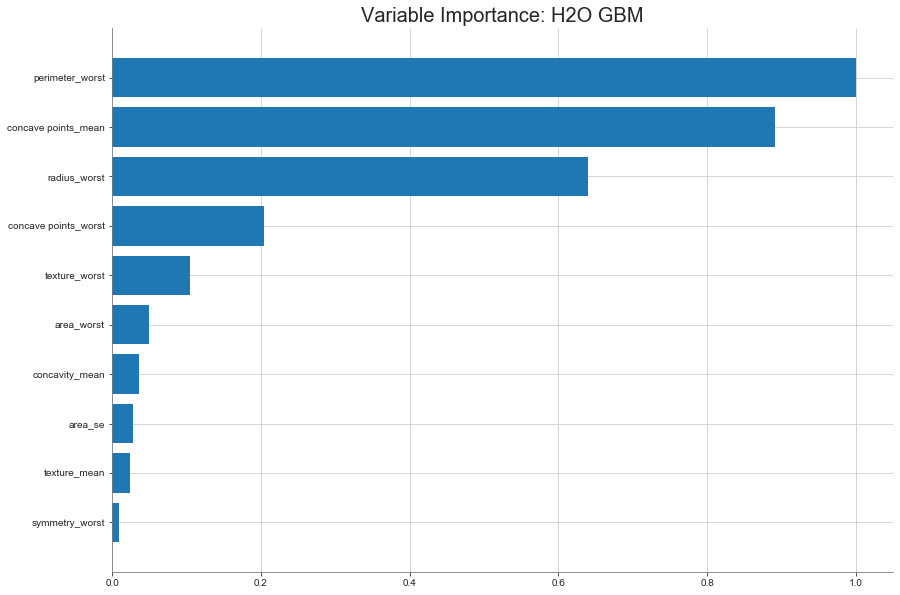 Variable Importance: H2O GBM
perimeter_worst
concave points_mean
radius_worst
concave points_worst
texture_worst
area_worst
concavity_mean
area_se
texture_mean
symmetry_worst
0.0 0.2 0.4 0.6 0.8 1.0